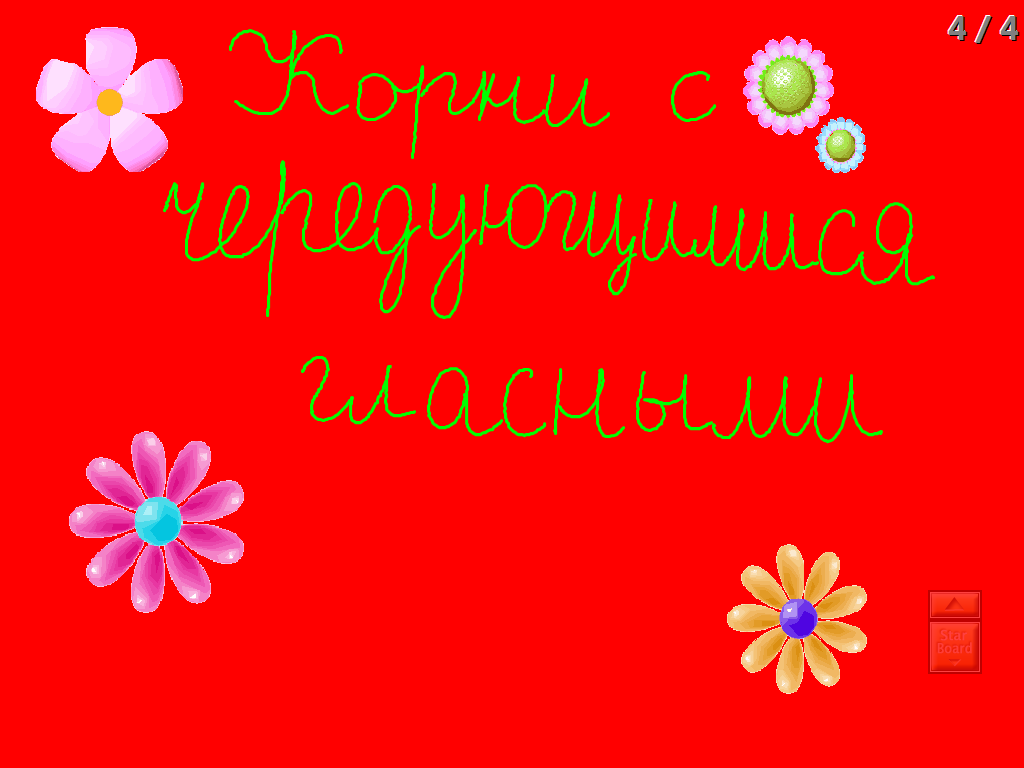 4 / 4
Корни с
чередующимися
гласными
Star
Board